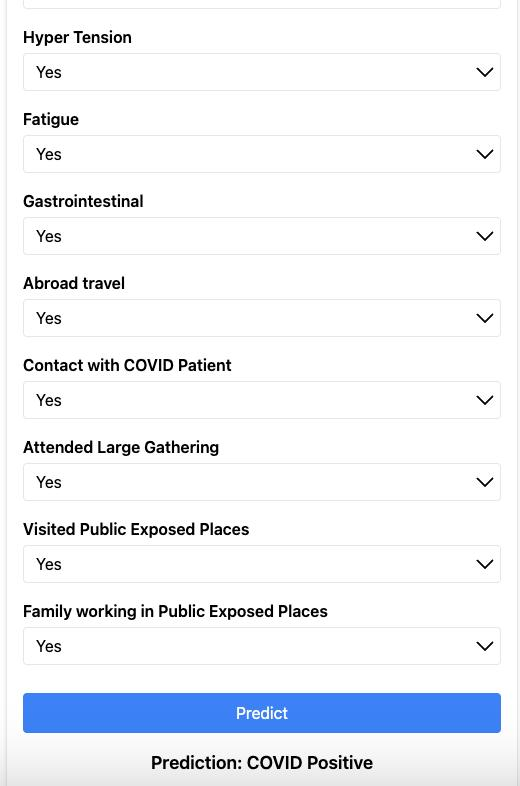 Hyper Tension
Yes
Fatigue
Yes
Gastrointestinal
Yes
Abroad travel
Yes
Contact with COVID Patient
Yes
Attended Large Gathering
Yes
Visited Public Exposed Places
Yes
Family working in Public Exposed Places
Yes
Predict
Prediction: COVID Positive